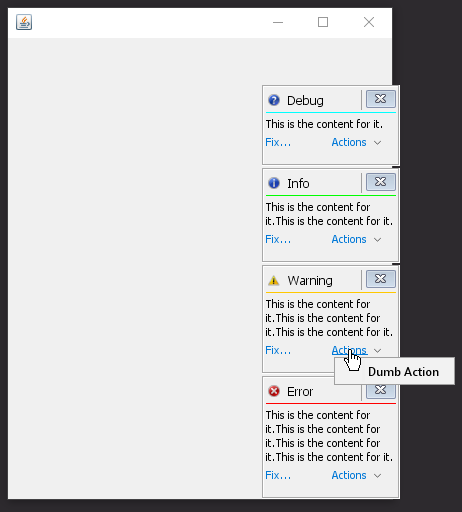 Debug
This is the content for it.
Fix... Actions
Info
This is the content for
it.This is the content for it.
Fix... Actions
Warning
This is the content for
it.This is the content for
it.This is the content for it.
Fix... Actions
Dumb Action
Error
This is the content for
it.This is the content for
it.This is the content for
it.This is the content for it.
Fix... Actions